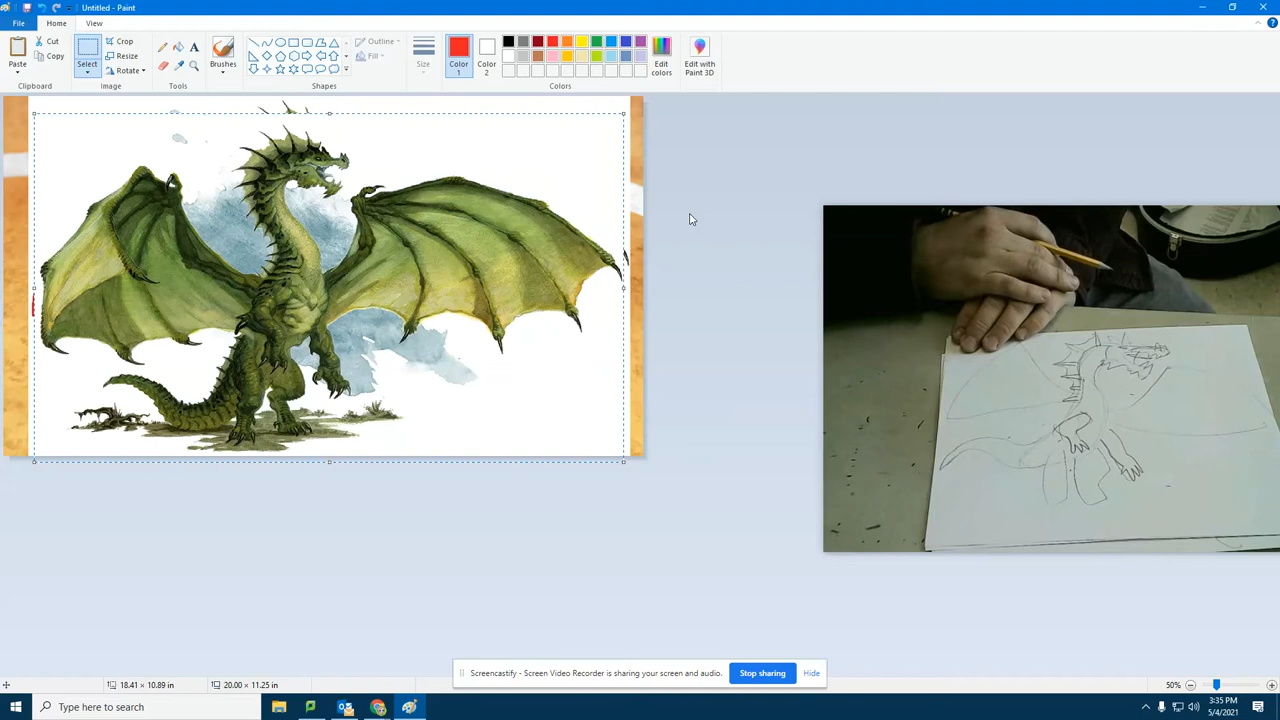 Untitled - Paint
File Home View
Cut
Copy
Paste
Clipboard
Crop
Resize
Rotate
Select
Image
Tools
Brushes
Outline
Fill
Shapes
Size
Color 1
Color 2
Colors
Edit colors
Edit with Paint 3D
Screencastify - Screen Video Recorder is sharing your screen and audio. Stop sharing Hide
18.41 × 10.89 in 20.00 × 11.25 in 50%
Type here to search
3:35 PM
5/4/2021